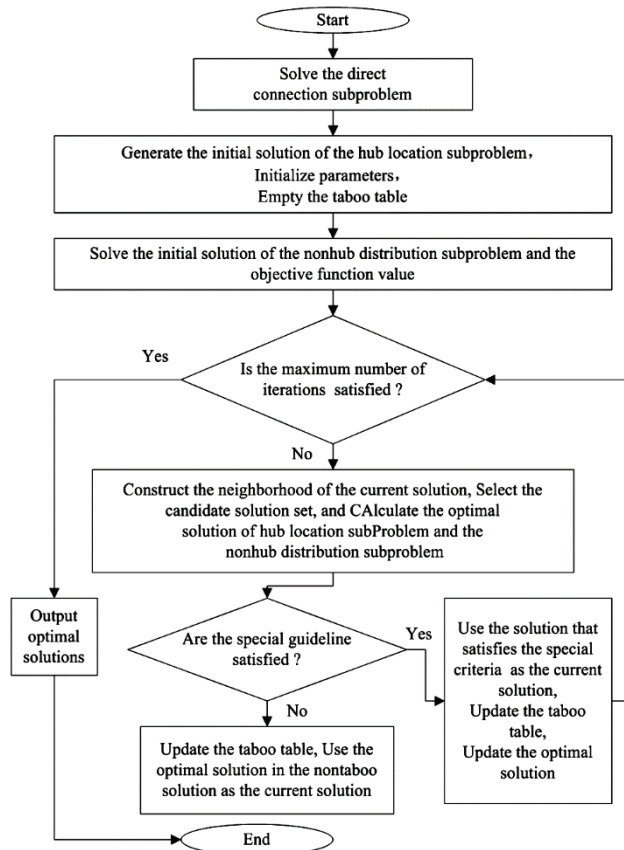 Start
Solve the direct
connection subproblem
Generate the initial solution of the hub location subproblem,
Initialize parameters,
Empty the taboo table
Solve the initial solution of the nonhub distribution subproblem and the
objective function value
Yes
Is the maximum number of
iterations satisfied ?
No
Construct the neighborhood of the current solution, Select the
candidate solution set, and CAlculate the optimal
solution of hub location subProblem and the
nonhub distribution subproblem
Output
optimal
solutions
Are the special guideline
satisfied ?
Yes
Use the solution that
satisfies the special
criteria as the current
solution,
Update the taboo
table,
Update the optimal
solution
No
Update the taboo table, Use the
optimal solution in the nontaboo
solution as the current solution
End